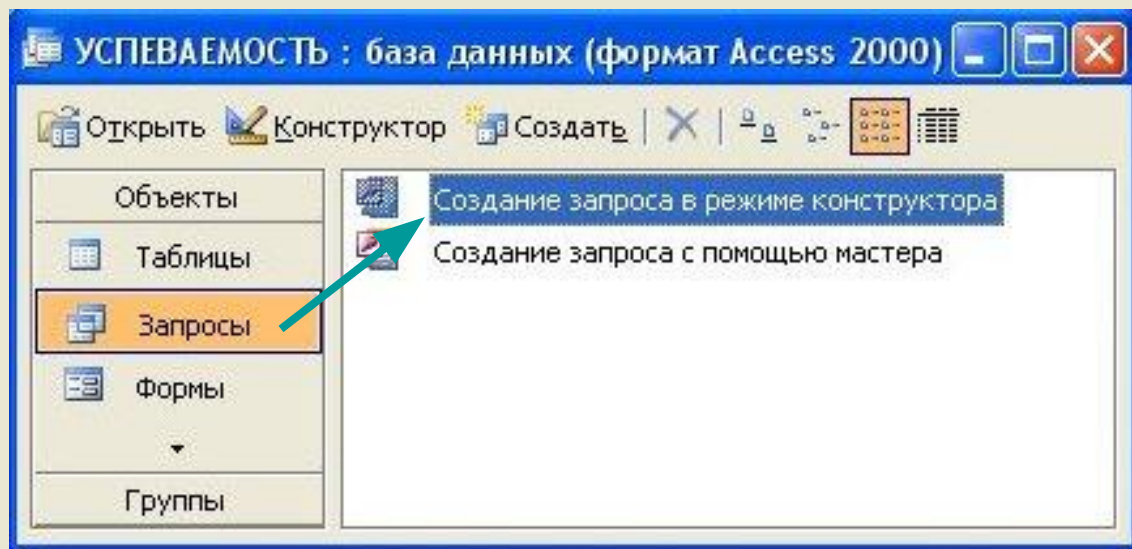 УСПЕВАЕМОСТЬ : база данных (формат Access 2000)
Открыть Конструктор Создать
Объекты
Таблицы
Запросы
Формы
Группы
Создание запроса в режиме конструктора
Создание запроса с помощью мастера